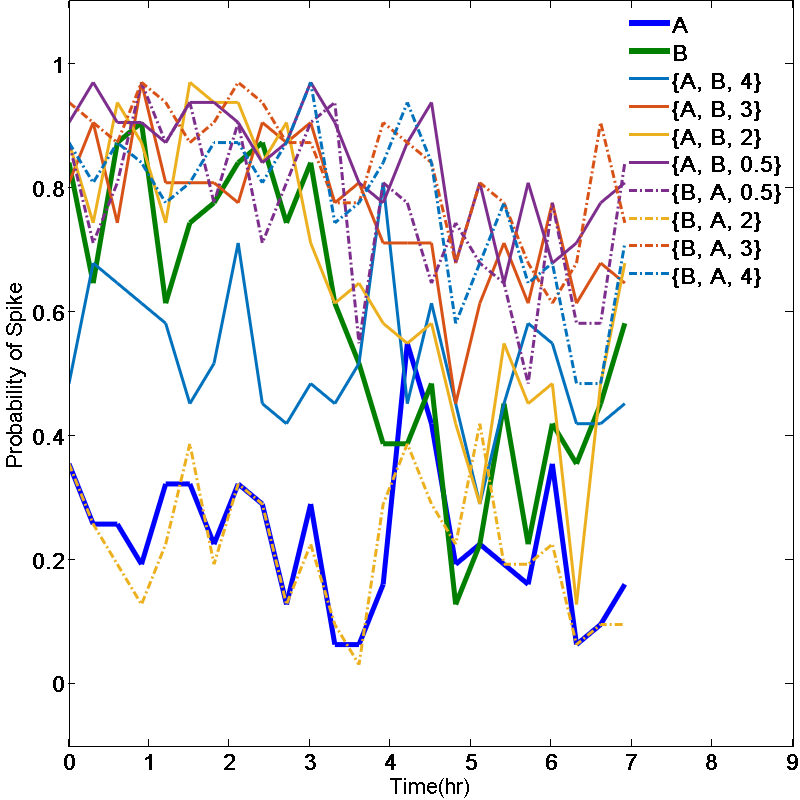 A
B
{A, B, 4}
{A, B, 3}
{A, B, 2}
{A, B, 0.5}
{B, A, 0.5}
{B, A, 2}
{B, A, 3}
{B, A, 4}
1
0.8
0.6
0.4
0.2
0
Probability of Spike
0 1 2 3 4 5 6 7 8 9
Time(hr)